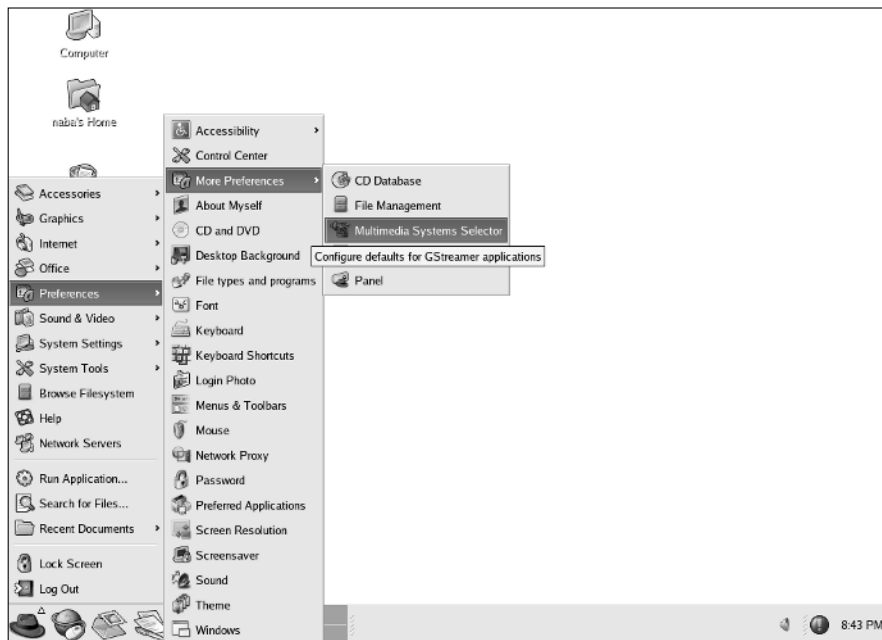 Computer
naba's Home
Accessories
Graphics
Internet
Office
Preferences
Sound & Video
System Settings
System Tools
Browse Filesystem
Help
Network Servers
Run Application...
Search for Files...
Recent Documents
Lock Screen
Log Out
Accessibility
Control Center
More Preferences
About Myself
CD and DVD
Desktop Background
File types and programs
Font
Keyboard
Keyboard Shortcuts
Login Photo
Menus & Toolbars
Mouse
Network Proxy
Password
Preferred Applications
Screen Resolution
Screensaver
Sound
Theme
Windows
CD Database
File Management
Multimedia Systems Selector
Configure defaults for GStreamer applications
Panel
8:43 PM